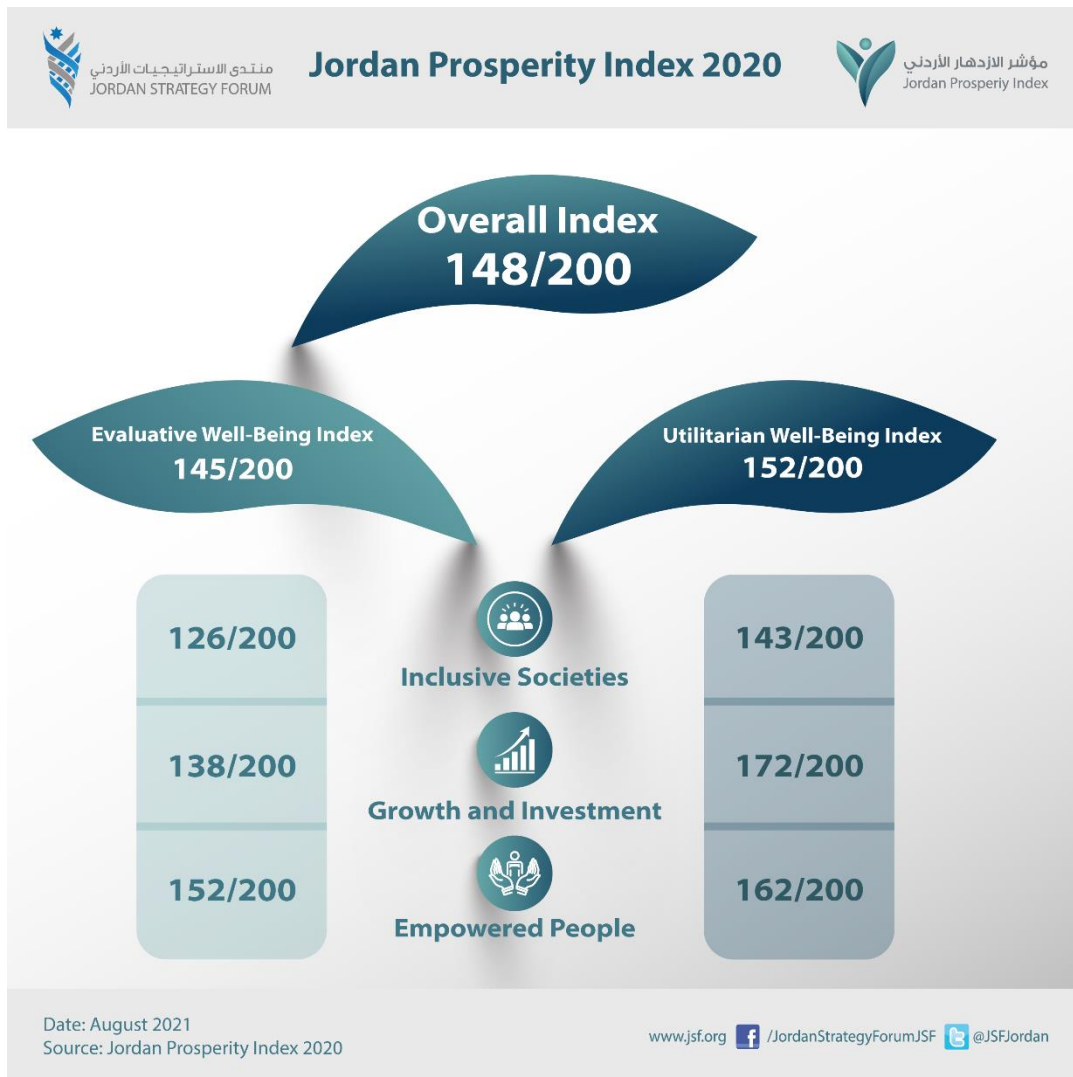 منتدى الاستراتيجيات الأردني
JORDAN STRATEGY FORUM
Jordan Prosperity Index 2020
مؤشر الازدهار الأردني
Jordan Prosperiy Index
Overall Index
148/200
Evaluative Well-Being Index
145/200
Utilitarian Well-Being Index
152/200
126/200
Inclusive Societies
143/200
138/200
Growth and Investment
172/200
152/200
Empowered People
162/200
Date: August 2021
Source: Jordan Prosperity Index 2020
www.jsf.org f /JordanStrategyForumJSF @JSFJordan